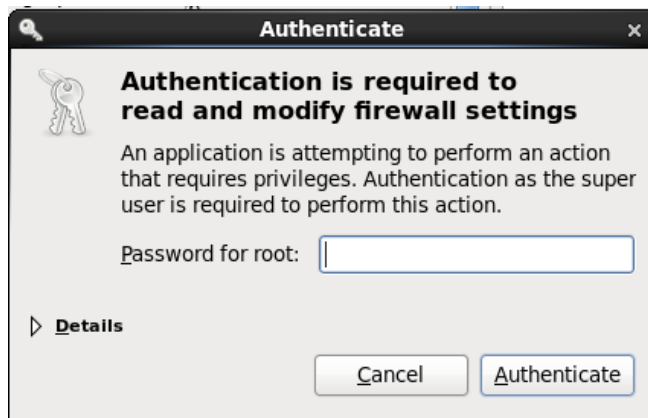 Authenticate
Authentication is required to
read and modify firewall settings
An application is attempting to perform an action
that requires privileges. Authentication as the super
user is required to perform this action.
Password for root:
Details
Cancel
Authenticate